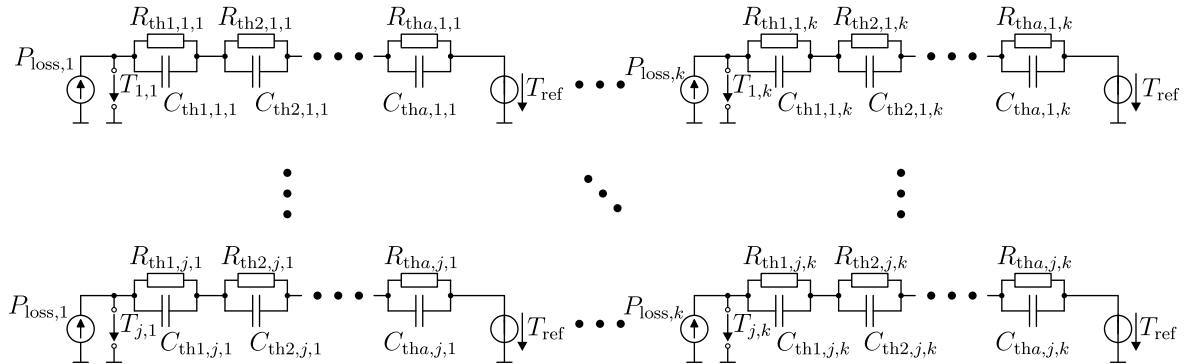 R_th1,1,1 R_th2,1,1 R_tha,1,1 R_th1,1,k R_th2,1,k R_tha,1,k
P_loss,1 T_1,1 T_ref P_loss,k T_1,k T_ref
C_th1,1,1 C_th2,1,1 C_tha,1,1 C_th1,1,k C_th2,1,k C_tha,1,k
R_th1,j,1 R_th2,j,1 R_tha,j,1 R_th1,j,k R_th2,j,k R_tha,j,k
P_loss,1 T_j,1 T_ref P_loss,k T_j,k T_ref
C_th1,j,1 C_th2,j,1 C_tha,j,1 C_th1,j,k C_th2,j,k C_tha,j,k